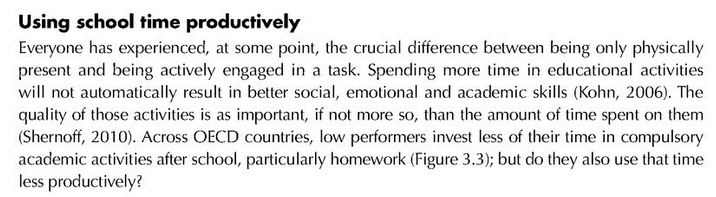 Using school time productively
Everyone has experienced, at some point, the crucial difference between being only physically
present and being actively engaged in a task. Spending more time in educational activities
will not automatically result in better social, emotional and academic skills (Kohn, 2006). The
quality of those activities is as important, if not more so, than the amount of time spent on them
(Shernoff, 2010). Across OECD countries, low performers invest less of their time in compulsory
academic activities after school, particularly homework (Figure 3.3); but do they also use that time
less productively?